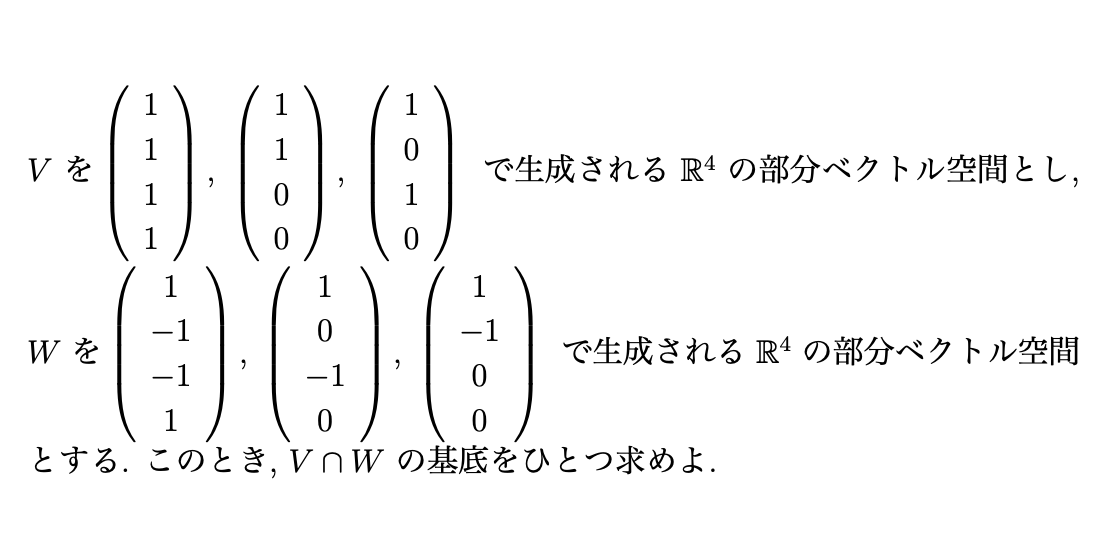 V を $\begin{pmatrix} 1 \\ 1 \\ 1 \\ 1 \end{pmatrix}$, $\begin{pmatrix} 1 \\ 1 \\ 0 \\ 0 \end{pmatrix}$, $\begin{pmatrix} 1 \\ 0 \\ 1 \\ 0 \end{pmatrix}$ で生成される ℝ⁴ の部分ベクトル空間とし,
W を $\begin{pmatrix} 1 \\ -1 \\ -1 \\ 1 \end{pmatrix}$, $\begin{pmatrix} 1 \\ 0 \\ -1 \\ 0 \end{pmatrix}$, $\begin{pmatrix} 1 \\ -1 \\ 0 \\ 0 \end{pmatrix}$ で生成される ℝ⁴ の部分ベクトル空間
とする. このとき, V ∩ W の基底をひとつ求めよ.